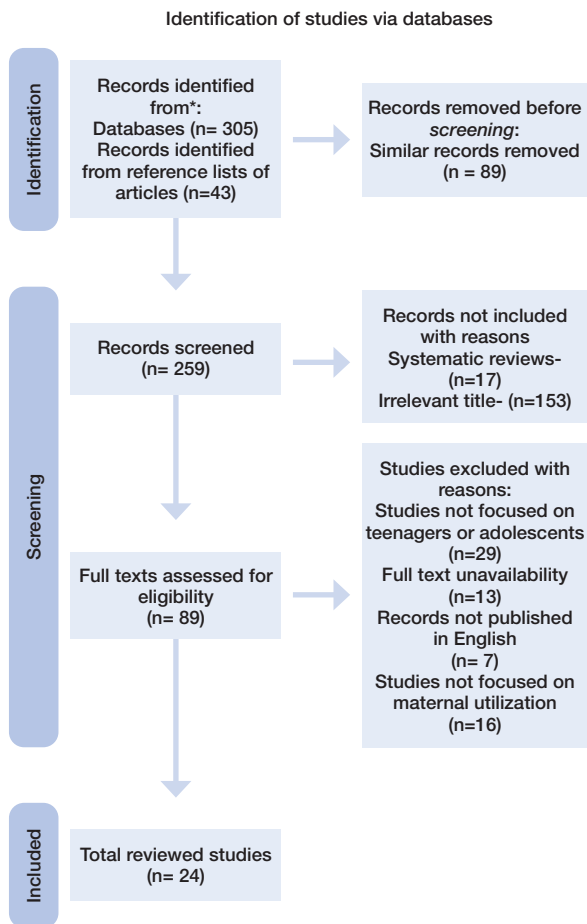 Identification of studies via databases
Identification
Records identified
from*:
Databases (n= 305)
Records identified
from reference lists of
articles (n=43)
Records removed before
screening:
Similar records removed
(n = 89)
Screening
Records screened
(n= 259)
Records not included
with reasons
Systematic reviews-
(n=17)
Irrelevant title- (n=153)
Full texts assessed for
eligibility
(n= 89)
Studies excluded with
reasons:
Studies not focused on
teenagers or adolescents
(n=29)
Full text unavailability
(n=13)
Records not published
in English
(n= 7)
Studies not focused on
maternal utilization
(n=16)
Included
Total reviewed studies
(n= 24)